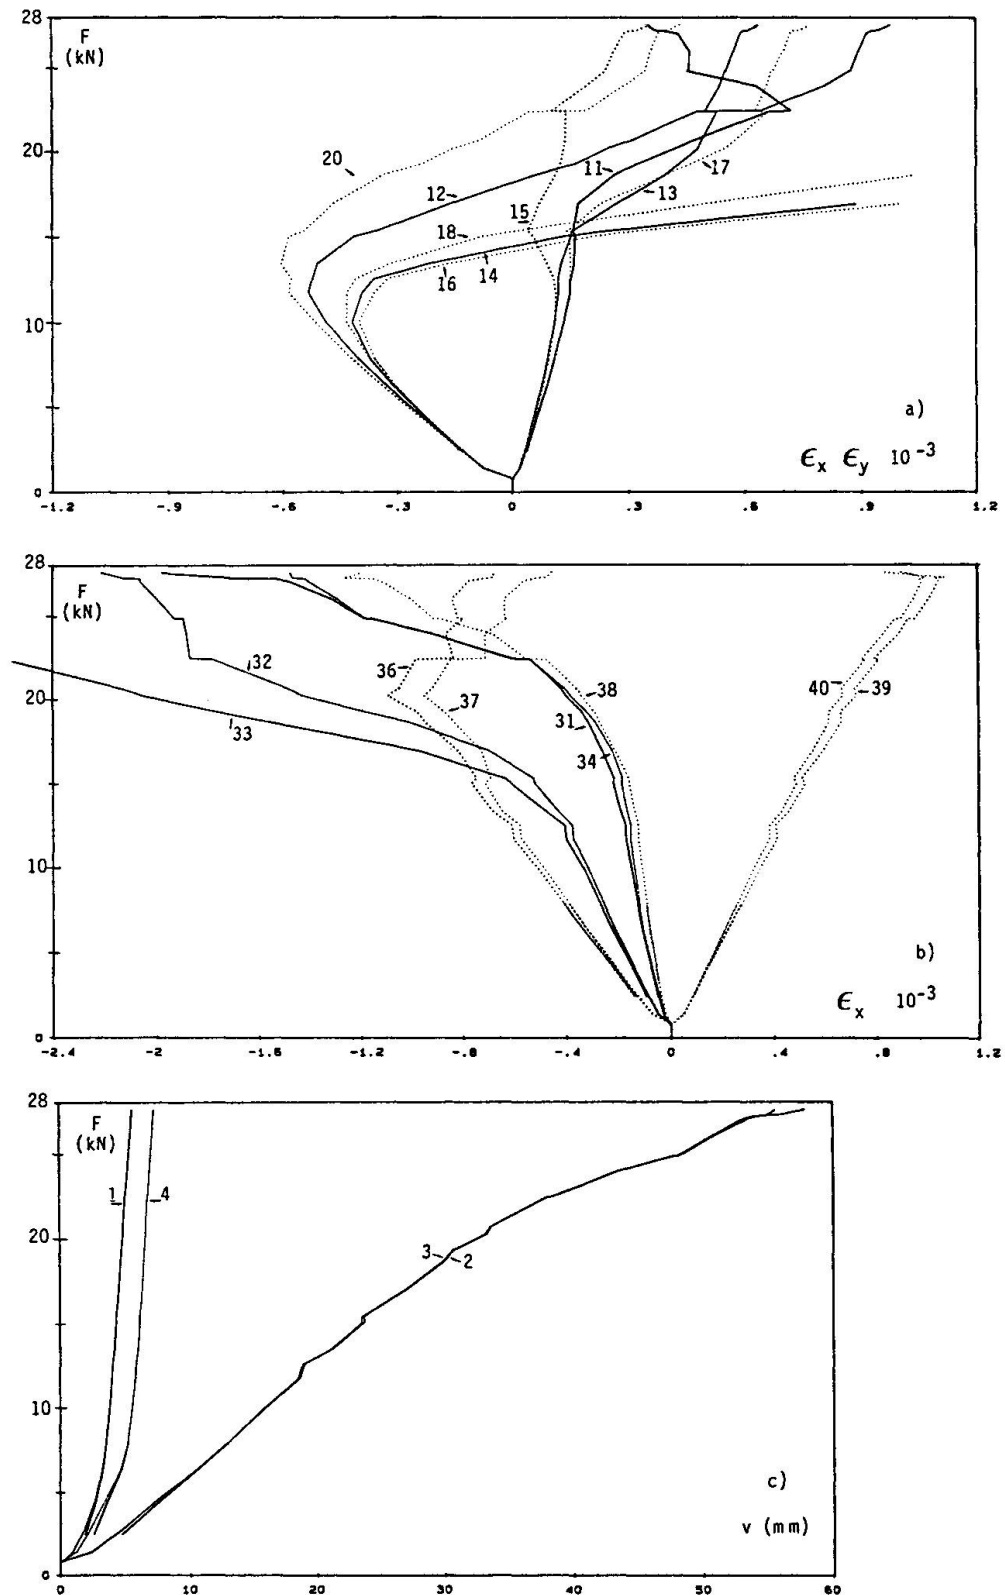 28
F
(kN)
20
20
11
17
12
13
15
18
16
14
10
a)
ϵx ϵy 10⁻³
0
-1.2 -.9 -.6 -.3 0 .3 .6 .9 1.2
28
F
(kN)
32
36
38
40 39
20
37
33
31
34
10
b)
ϵx 10⁻³
0
-2.4 -2 -1.6 -1.2 -.8 -.4 0 .4 .8 1.2
28
F
(kN)
1 4
20
3 2
10
c)
v (mm)
0
0 10 20 30 40 50 60